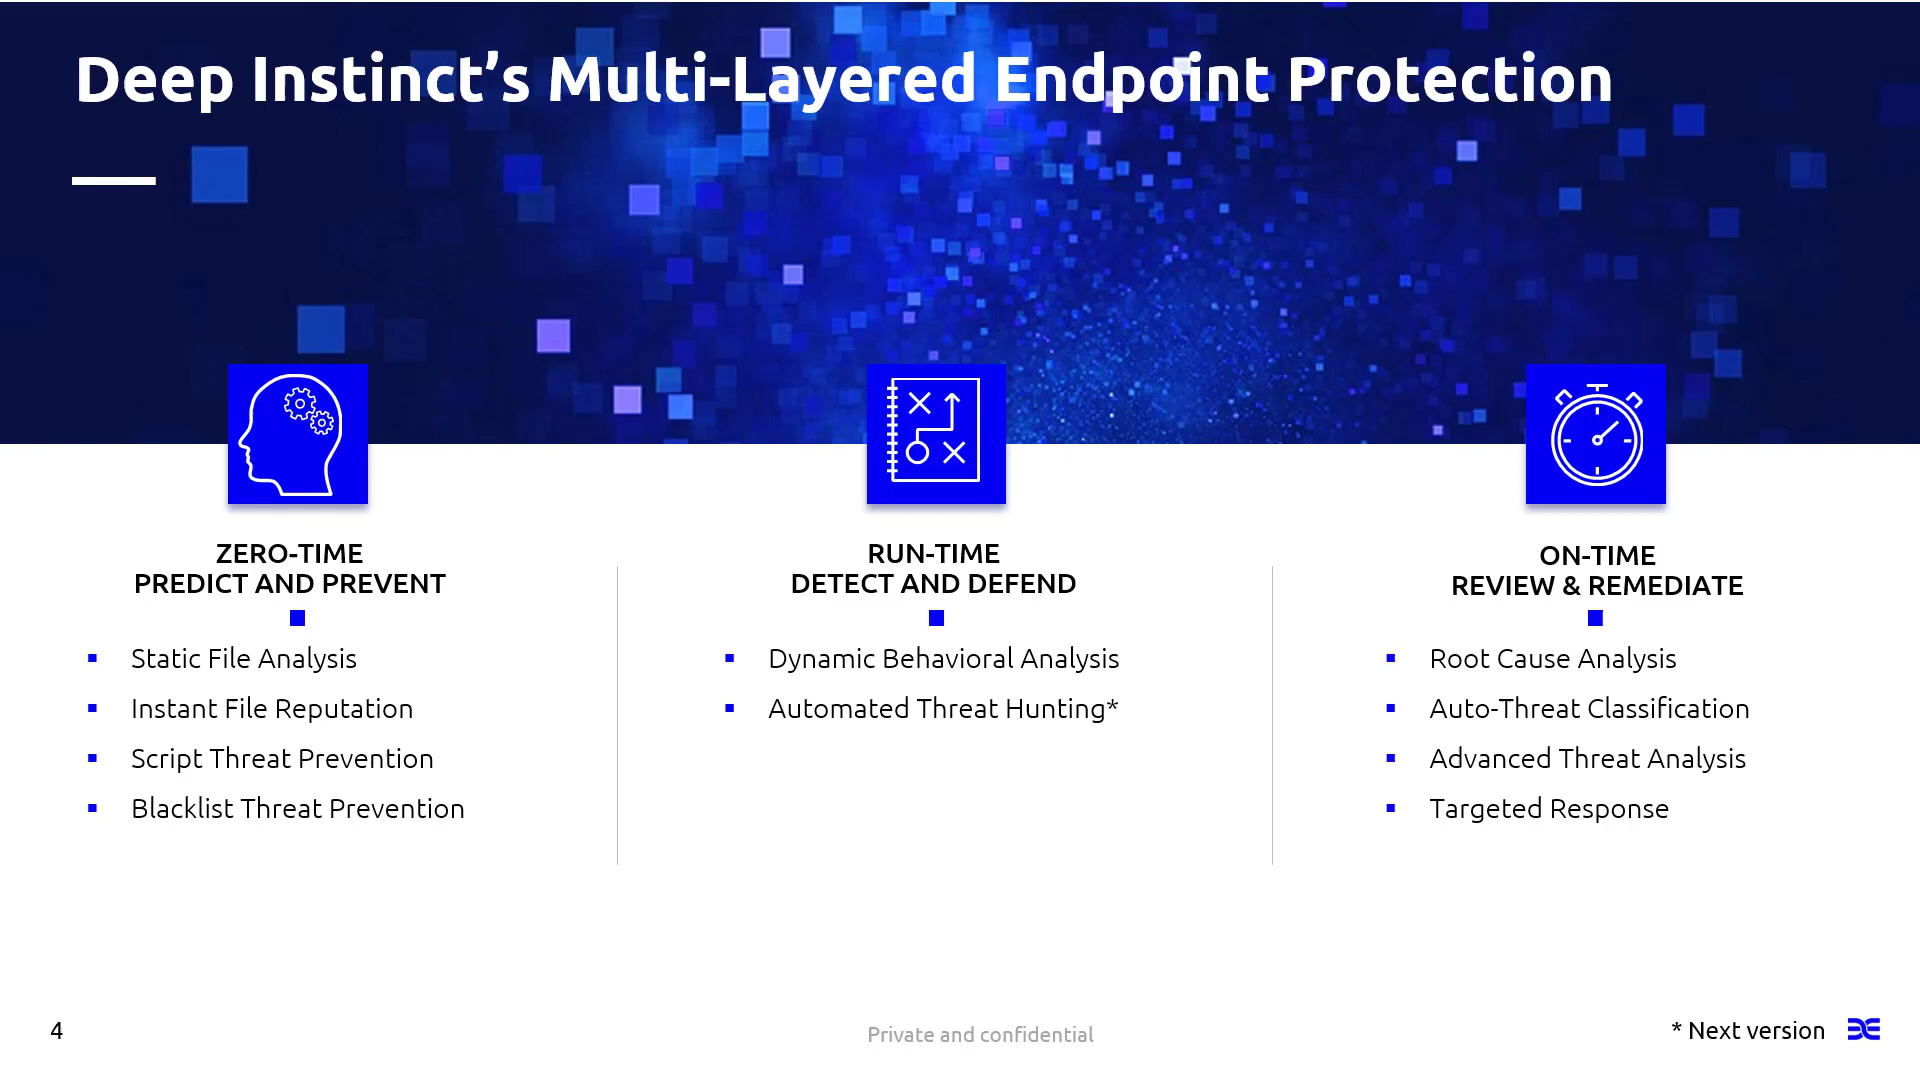 Deep Instinct’s Multi-Layered Endpoint Protection
ZERO-TIME
PREDICT AND PREVENT
Static File Analysis
Instant File Reputation
Script Threat Prevention
Blacklist Threat Prevention
RUN-TIME
DETECT AND DEFEND
Dynamic Behavioral Analysis
Automated Threat Hunting*
ON-TIME
REVIEW & REMEDIATE
Root Cause Analysis
Auto-Threat Classification
Advanced Threat Analysis
Targeted Response
4
Private and confidential
* Next version